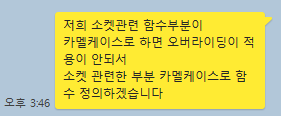 저희 소켓관련 함수부분이
카멜케이스로 하면 오버라이딩이 적
용이 안되서
소켓 관련한 부분 카멜케이스로 함
수 정의하겠습니다
오후 3:46